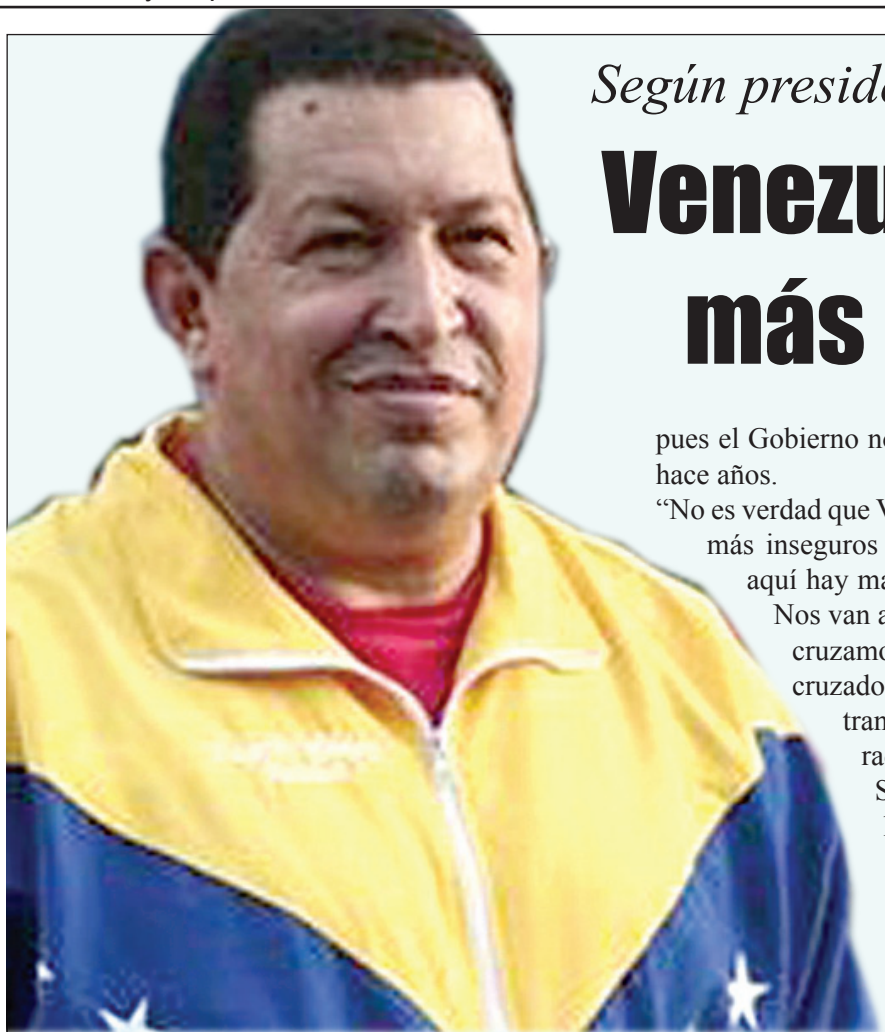 Según preside
Venezu
más
pues el Gobierno no
hace años.
“No es verdad que V
más inseguros
aquí hay ma
Nos van a
cruzamo
cruzado
tran
ra
S